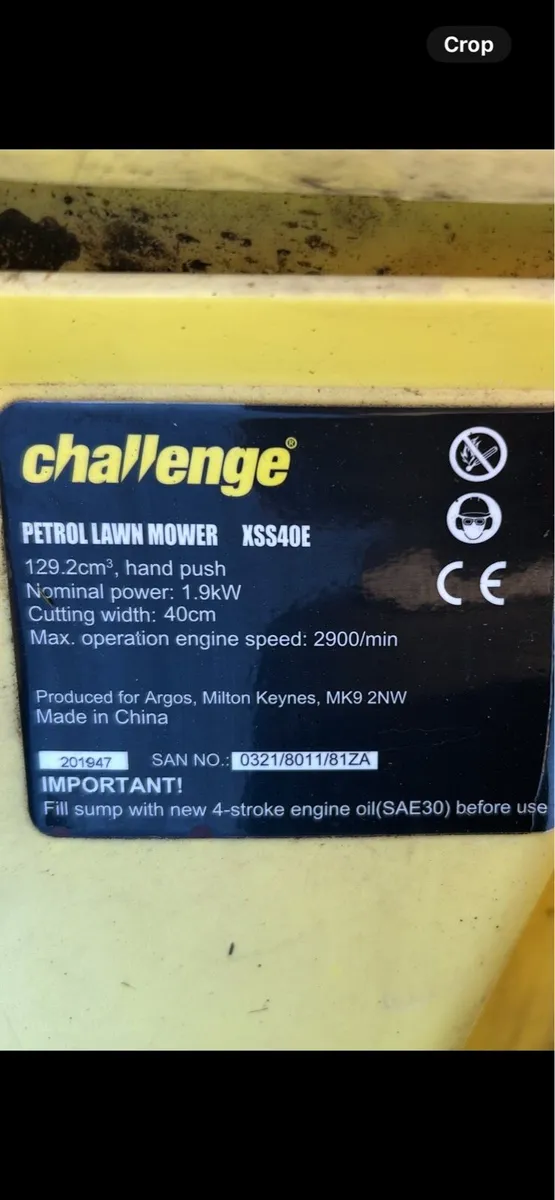 Crop
challenge®
PETROL LAWN MOWER XSS40E
129.2cm³, hand push
Nominal power: 1.9kW
Cutting width: 40cm
Max. operation engine speed: 2900/min
CE
Produced for Argos, Milton Keynes, MK9 2NW
Made in China
201947 SAN NO.: 0321/8011/81ZA
IMPORTANT!
Fill sump with new 4-stroke engine oil(SAE30) before use